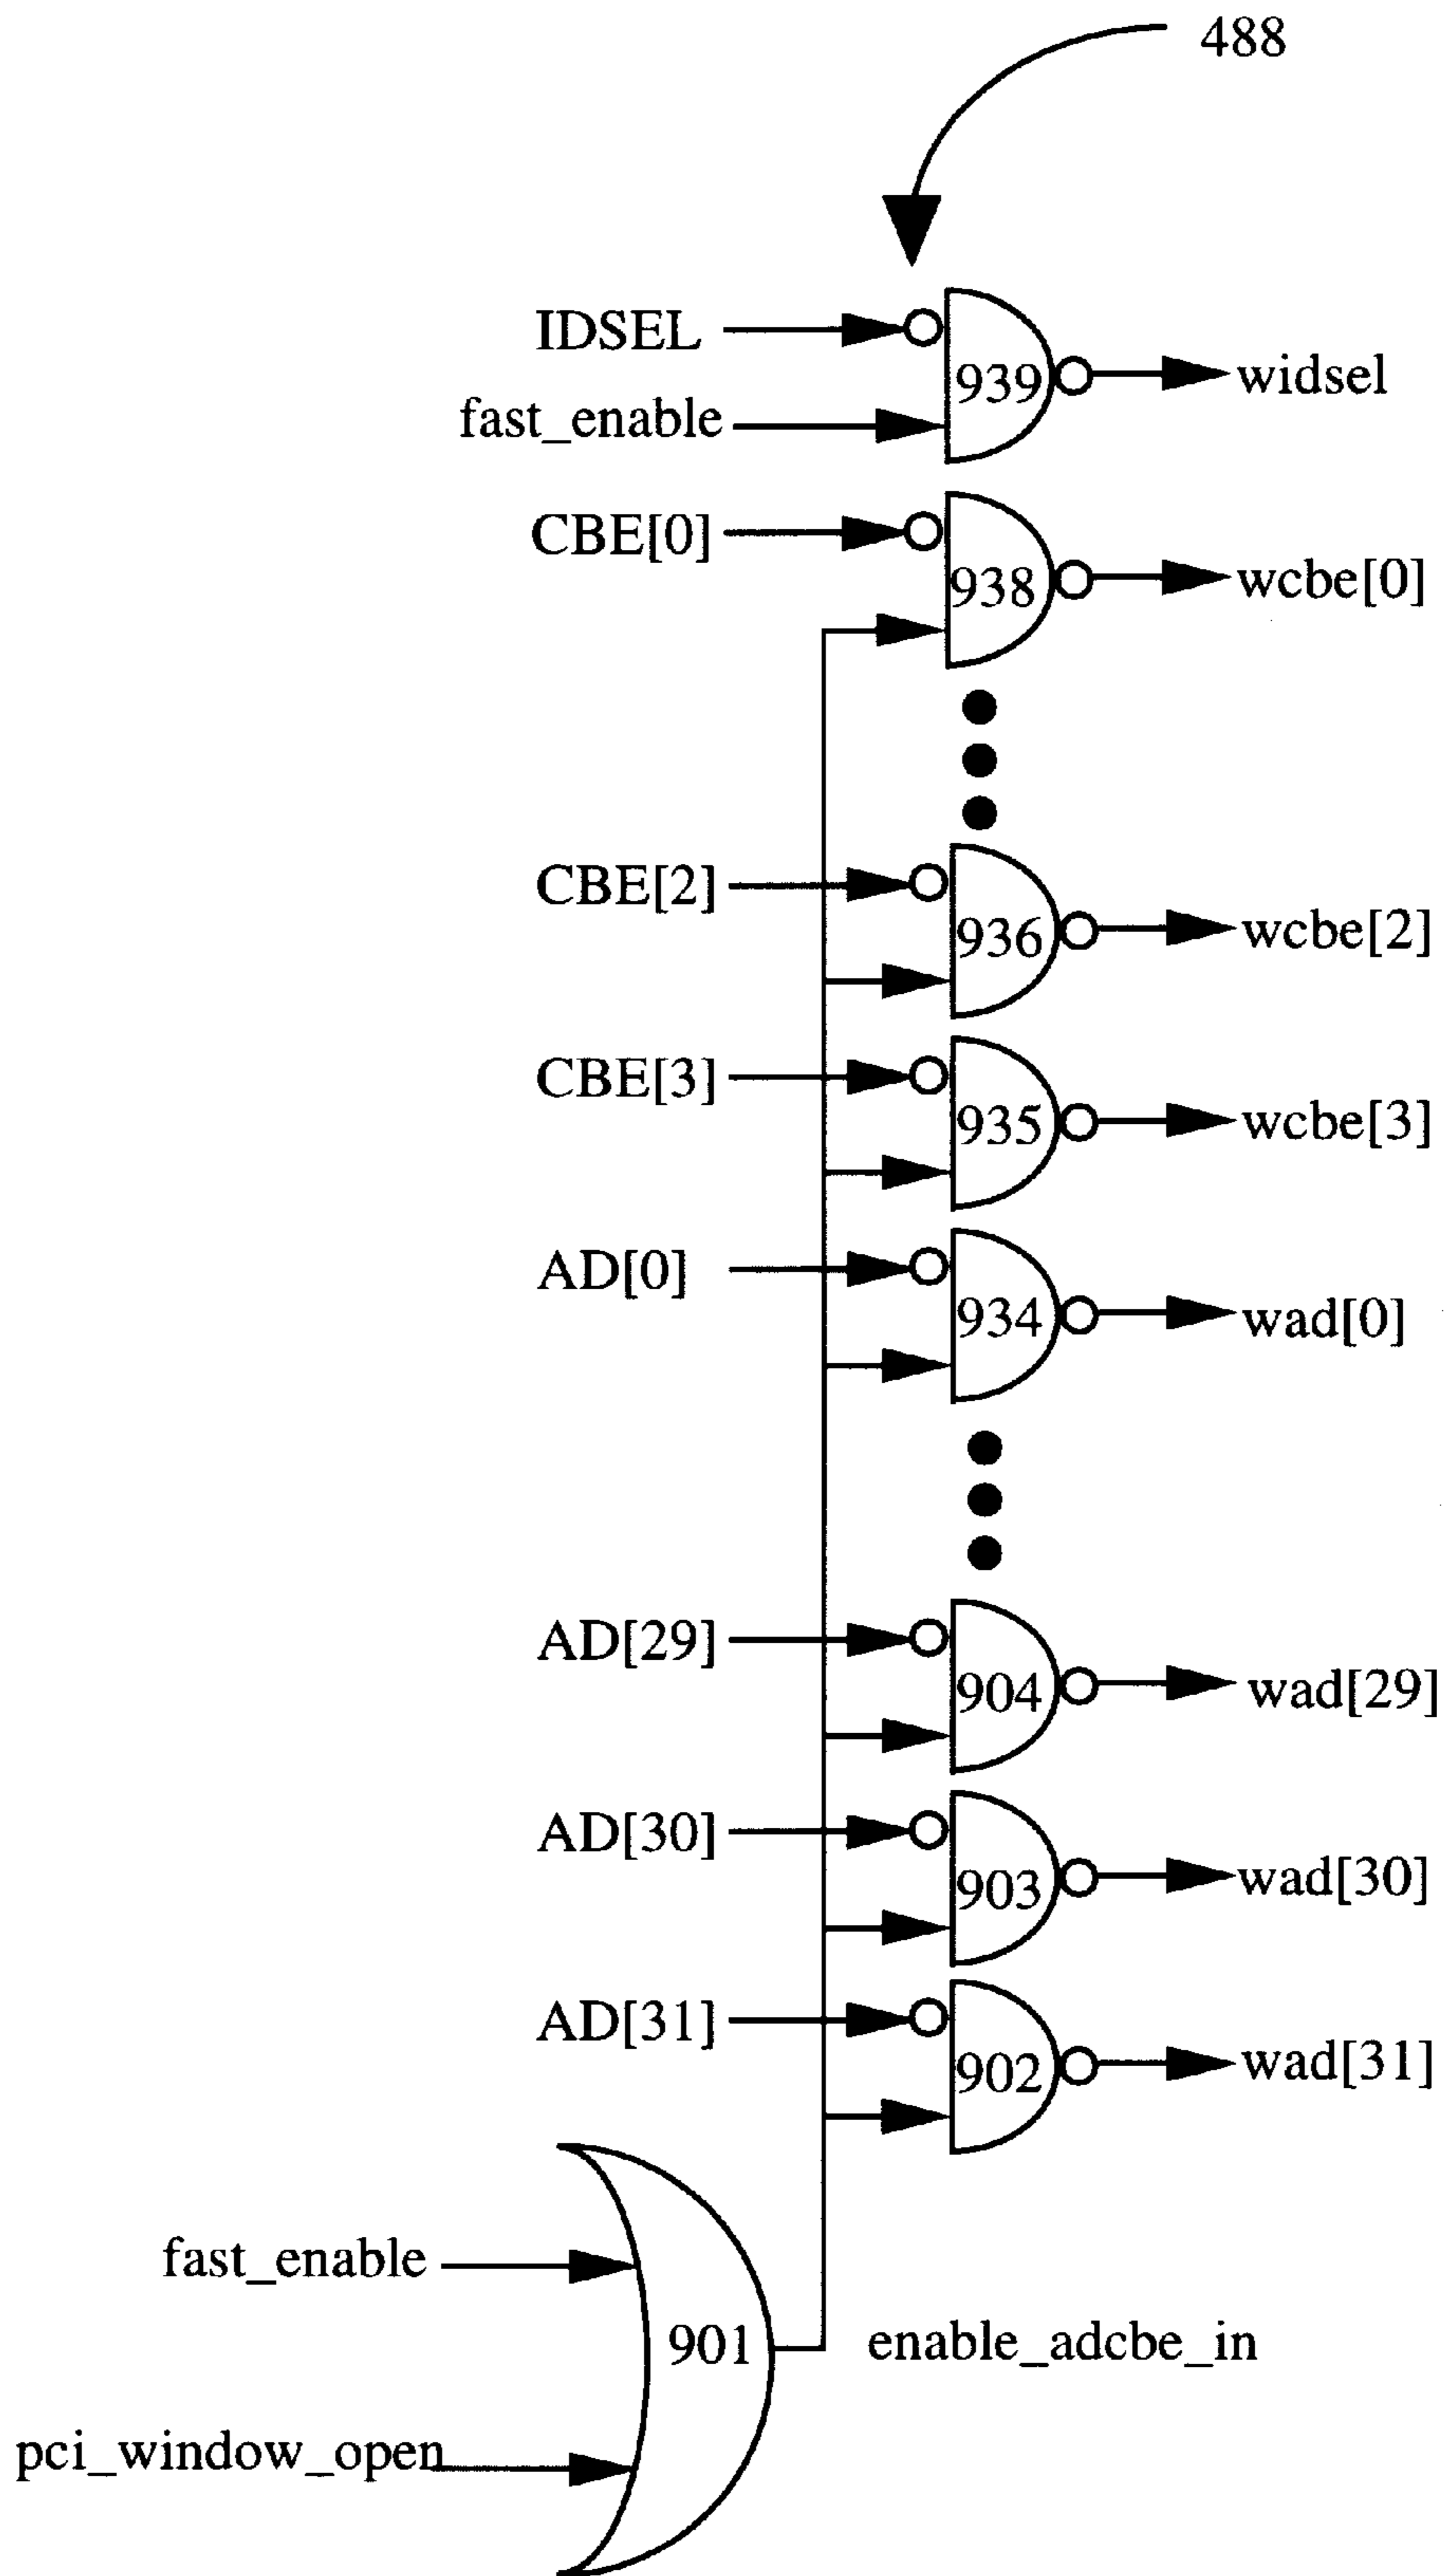 488
IDSEL
939
widsel
fast_enable
CBE[0]
938
wcbe[0]
CBE[2]
936
wcbe[2]
CBE[3]
935
wcbe[3]
AD[0]
934
wad[0]
AD[29]
904
wad[29]
AD[30]
903
wad[30]
AD[31]
902
wad[31]
fast_enable
901
enable_adcbe_in
pci_window_open